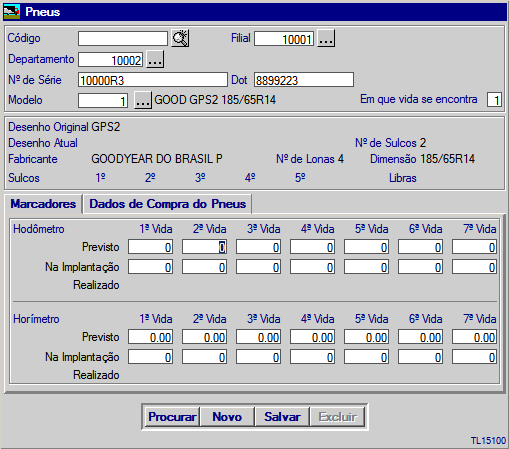 Pneus
Código Filial 10001 ...
Departamento 10002 ...
Nº de Série 10000R3 Dot 8899223
Modelo 1 ... GOOD GPS2 185/65R14 Em que vida se encontra 1
Desenho Original GPS2
Desenho Atual Nº de Sulcos 2
Fabricante GOODYEAR DO BRASIL P Nº de Lonas 4 Dimensão 185/65R14
Sulcos 1º 2º 3º 4º 5º Libras
Marcadores Dados de Compra do Pneus
Hodômetro 1ª Vida 2ª Vida 3ª Vida 4ª Vida 5ª Vida 6ª Vida 7ª Vida
Previsto 0 0 0 0 0 0 0
Na Implantação 0 0 0 0 0 0 0
Realizado
Horímetro 1ª Vida 2ª Vida 3ª Vida 4ª Vida 5ª Vida 6ª Vida 7ª Vida
Previsto 0.00 0.00 0.00 0.00 0.00 0.00 0.00
Na Implantação 0 0 0 0 0 0 0
Realizado
Procurar Novo Salvar Excluir
TL15100